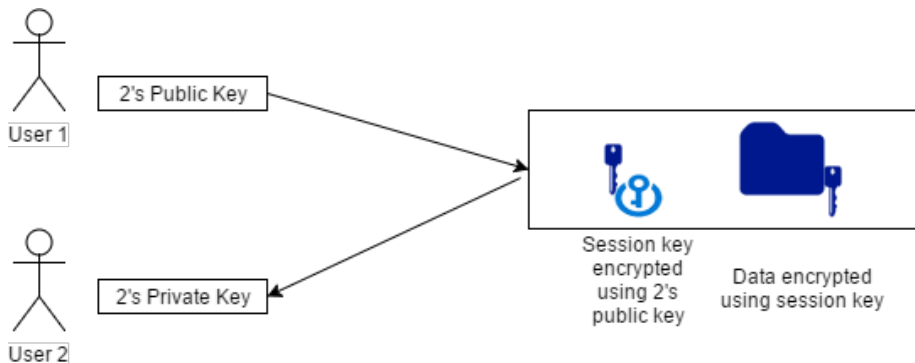 2's Public Key
User 1
Session key
encrypted
using 2's
public key
Data encrypted
using session key
2's Private Key
User 2